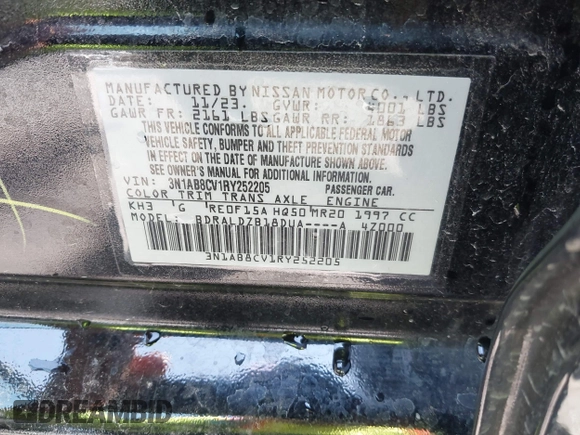 MANUFACTURED BY NISSAN MOTOR CO., LTD.
DATE: 11/23. GVWR: 4001 LBS
GAWR FR: 2161 LBS GAWR RR: 1863 LBS
THIS VEHICLE CONFORMS TO ALL APPLICABLE FEDERAL MOTOR
VEHICLE SAFETY, BUMPER AND THEFT PREVENTION STANDARDS
IN EFFECT ON THE DATE OF MANUFACTURE SHOWN ABOVE. SEE
OWNER'S MANUAL FOR ADDITIONAL INFORMATION.
VIN: 3N1AB8CV1RY252205 PASSENGER CAR.
COLOR TRIM TRANS AXLE ENGINE
KH3 G RE0F15A HQ50 MR20 1997 CC
MODEL: BDRALDZB18DUA----A 4Z000
3N1AB8CV1RY252205
DREAMBID